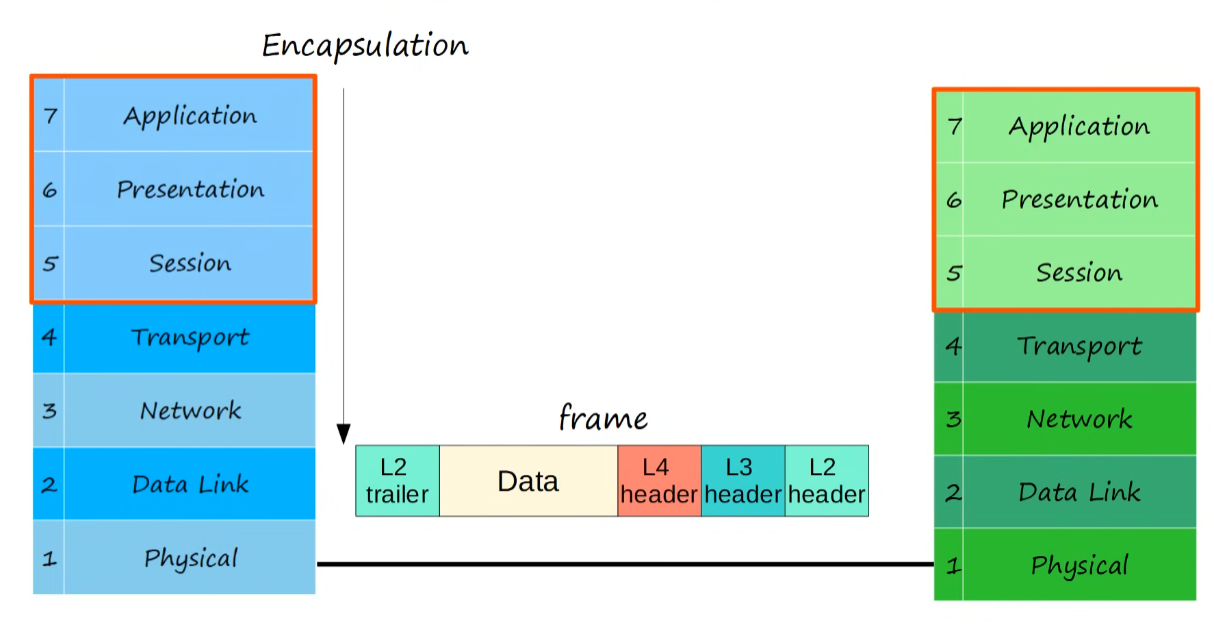 Encapsulation
7 Application
6 Presentation
5 Session
4 Transport
3 Network
2 Data Link
1 Physical
frame
L2 trailer
Data
L4 header
L3 header
L2 header
7 Application
6 Presentation
5 Session
4 Transport
3 Network
2 Data Link
1 Physical